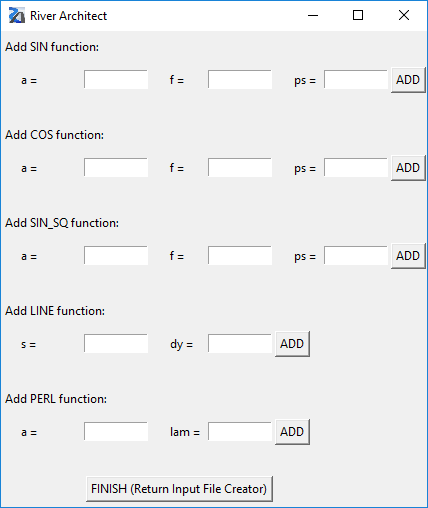 River Architect
Add SIN function:
a = f = ps = ADD
Add COS function:
a = f = ps = ADD
Add SIN_SQ function:
a = f = ps = ADD
Add LINE function:
s = dy = ADD
Add PERL function:
a = lam = ADD
FINISH (Return Input File Creator)